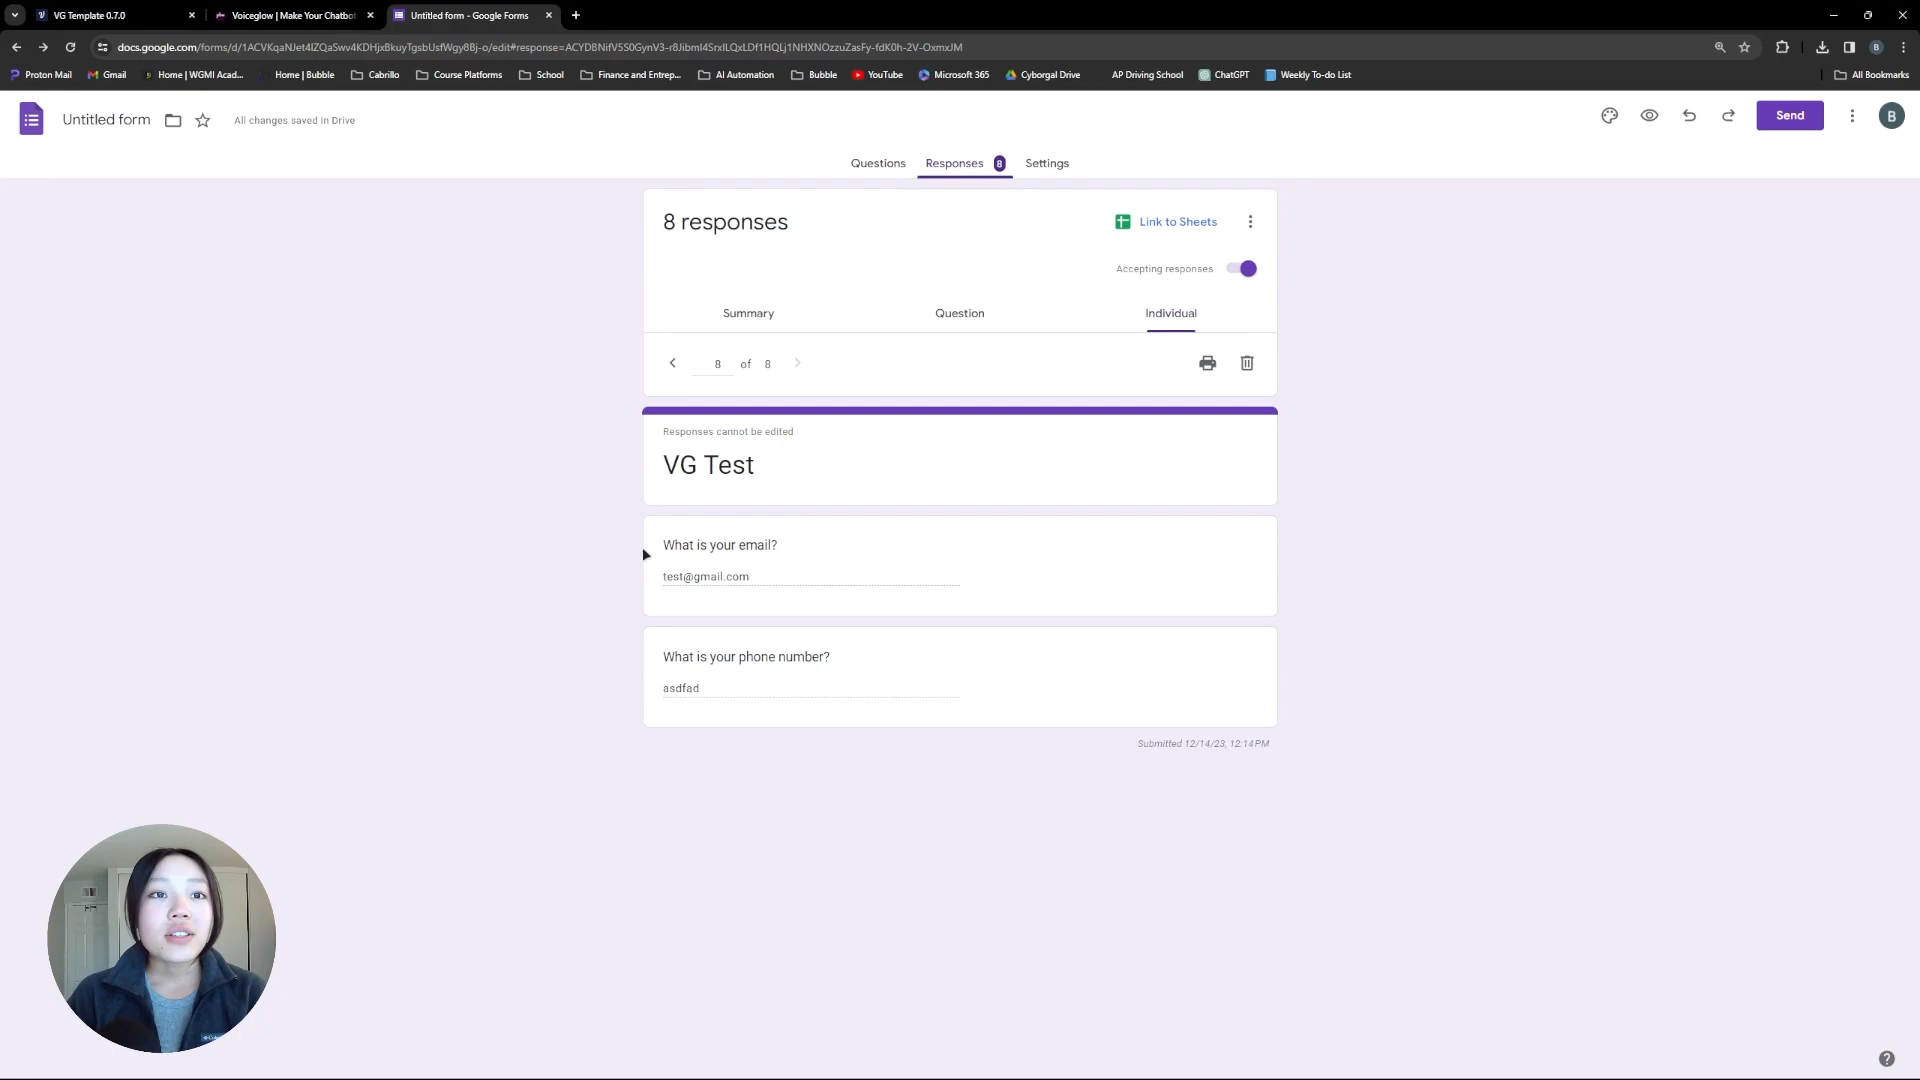 VG Template 0.7.0
Voiceglow | Make Your Chatbot
Untitled form - Google Forms
docs.google.com/forms/d/1ACVKqaNJet4IZQaSwv4KDHjxBkuyTgsbUsfWgy8Bj-o/edit#response=ACYDBNifV5S0GynV3-r8JibmI4SrxILQxLDf1HQLj1NHXNOzzuZasFy-fdK0h-2V-OxmxJM
Proton Mail
Gmail
Home | WGMI Acad...
Home | Bubble
Cabrillo
Course Platforms
School
Finance and Entrep...
AI Automation
Bubble
YouTube
Microsoft 365
Cyborgal Drive
AP Driving School
ChatGPT
Weekly To-do List
All Bookmarks
Untitled form
All changes saved in Drive
Send
B
Questions
Responses 8
Settings
8 responses
Link to Sheets
Accepting responses
Summary
Question
Individual
8 of 8
Responses cannot be edited
VG Test
What is your email?
test@gmail.com
What is your phone number?
asdfad
Submitted 12/14/23, 12:14 PM